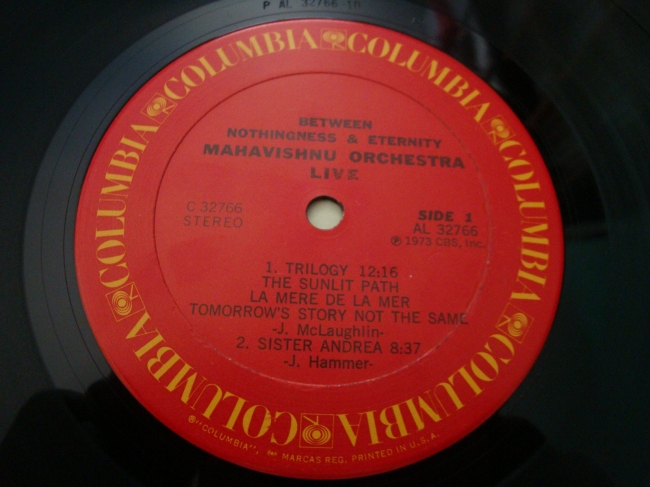 P AL 32766 1D
COLUMBIA COLUMBIA COLUMBIA COLUMBIA COLUMBIA COLUMBIA
BETWEEN
NOTHINGNESS & ETERNITY
MAHAVISHNU ORCHESTRA
LIVE
C 32766
STEREO
SIDE 1
AL 32766
℗ 1973 CBS, Inc.
1. TRILOGY 12:16
THE SUNLIT PATH
LA MERE DE LA MER
TOMORROW'S STORY NOT THE SAME
-J. McLaughlin-
2. SISTER ANDREA 8:37
-J. Hammer-
®"COLUMBIA", MARCAS REG. PRINTED IN U.S.A.